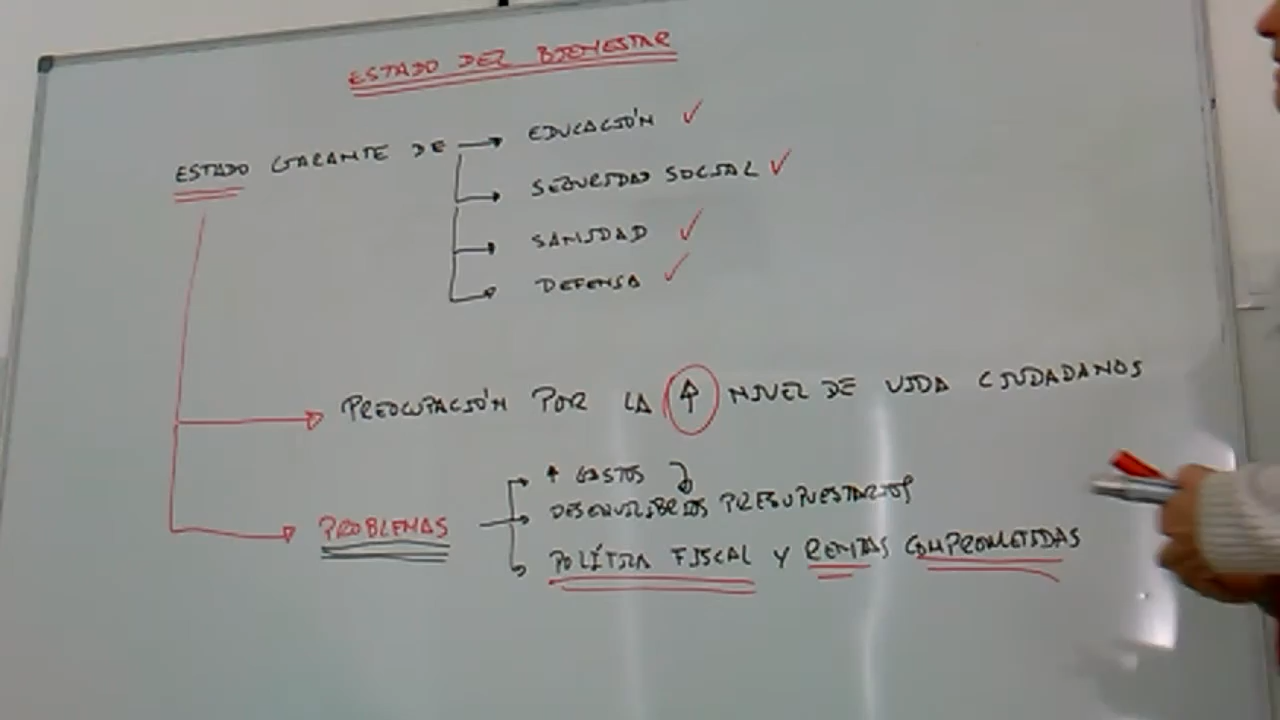 ESTADO DEL BIENESTAR
ESTADO GARANTE DE → EDUCACIÓN ✓
→ SEGURIDAD SOCIAL ✓
→ SANIDAD ✓
→ DEFENSA ✓
→ PREOCUPACIÓN POR LA ↑ NIVEL DE VIDA CIUDADANOS
→ PROBLEMAS → ↑ GASTOS
→ DESEQUILIBRIOS PRESUPUESTARIOS
→ POLÍTICA FISCAL Y RENTAS COMPROMETIDAS